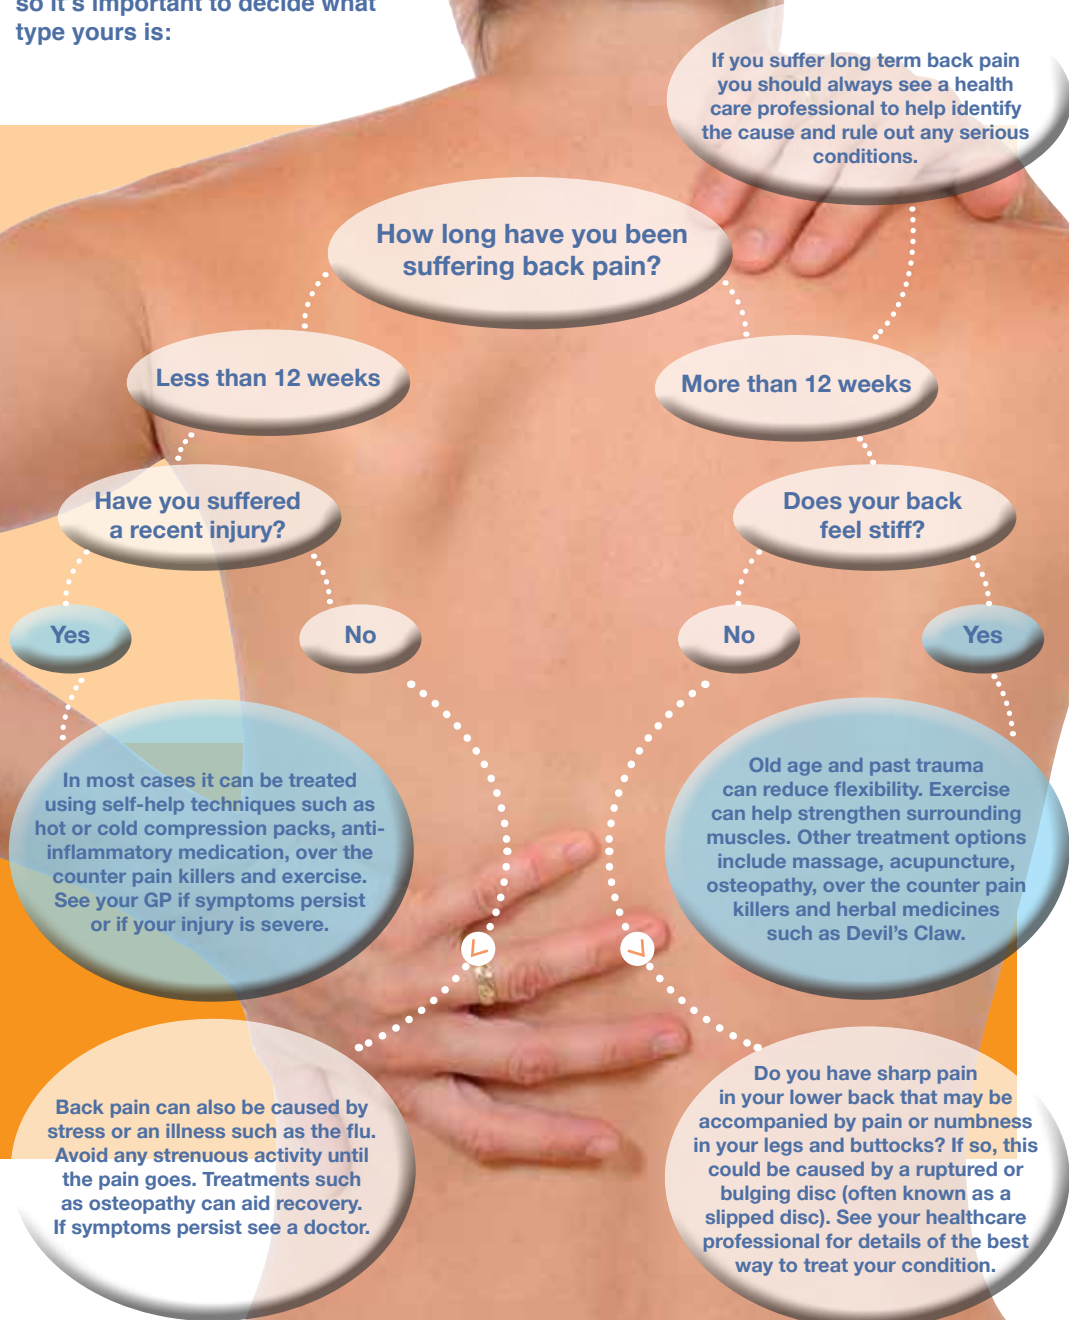 so it's important to decide what
type yours is:
If you suffer long term back pain
you should always see a health
care professional to help identify
the cause and rule out any serious
conditions.
How long have you been
suffering back pain?
Less than 12 weeks
More than 12 weeks
Have you suffered
a recent injury?
Does your back
feel stiff?
Yes
No
No
Yes
In most cases it can be treated
using self-help techniques such as
hot or cold compression packs, anti-
inflammatory medication, over the
counter pain killers and exercise.
See your GP if symptoms persist
or if your injury is severe.
Old age and past trauma
can reduce flexibility. Exercise
can help strengthen surrounding
muscles. Other treatment options
include massage, acupuncture,
osteopathy, over the counter pain
killers and herbal medicines
such as Devil's Claw.
Back pain can also be caused by
stress or an illness such as the flu.
Avoid any strenuous activity until
the pain goes. Treatments such
as osteopathy can aid recovery.
If symptoms persist see a doctor.
Do you have sharp pain
in your lower back that may be
accompanied by pain or numbness
in your legs and buttocks? If so, this
could be caused by a ruptured or
bulging disc (often known as a
slipped disc). See your healthcare
professional for details of the best
way to treat your condition.